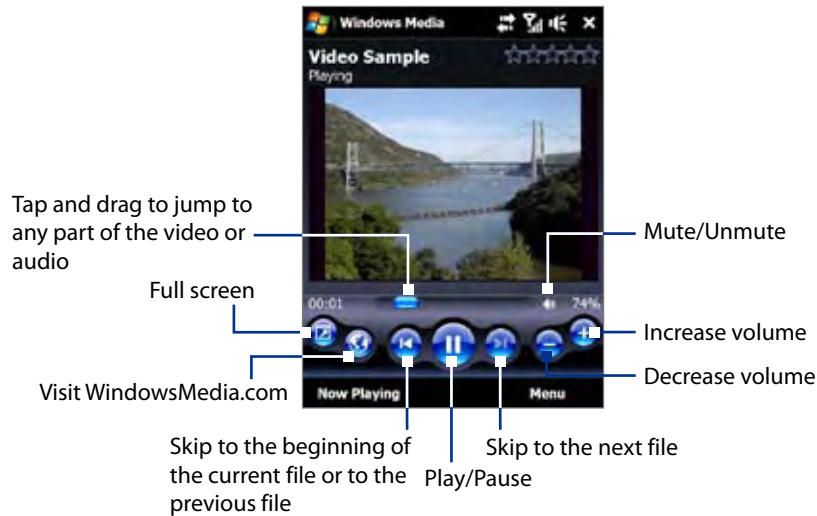 Windows Media
Video Sample
Playing
Tap and drag to jump to
any part of the video or
audio
Mute/Unmute
Full screen
00:01
74%
Increase volume
Decrease volume
Visit WindowsMedia.com
Now Playing
Menu
Skip to the beginning of
the current file or to the
previous file
Play/Pause
Skip to the next file